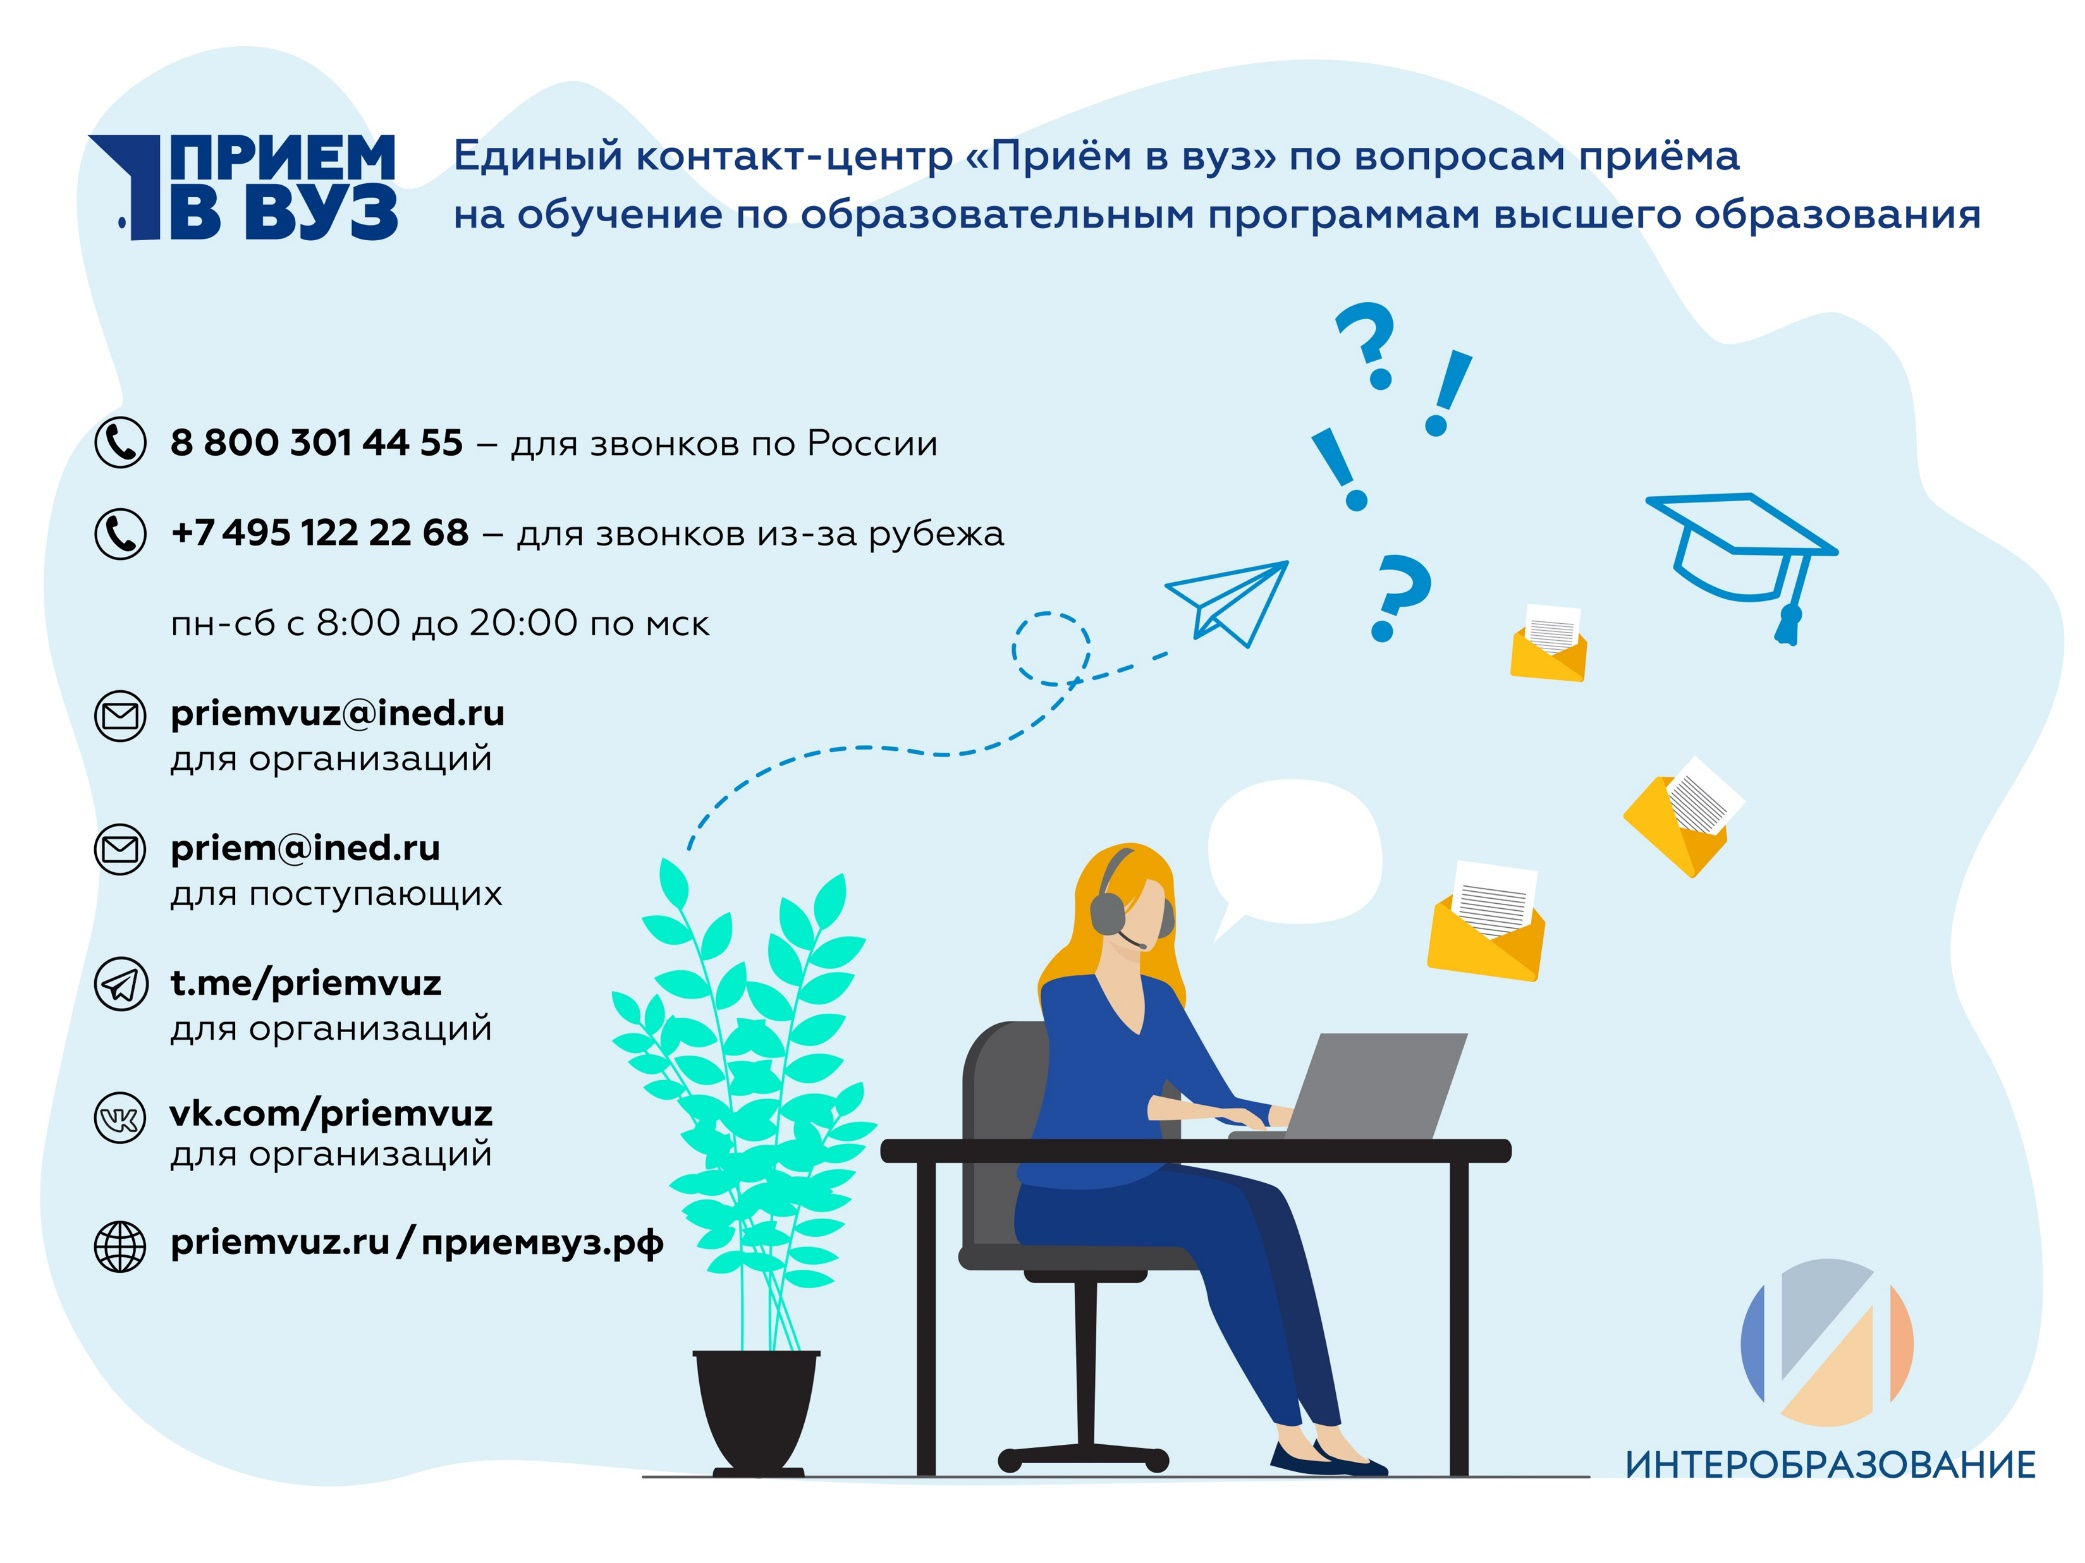 ПРИЕМ
В ВУЗ
Единый контакт-центр «Приём в вуз» по вопросам приёма
на обучение по образовательным программам высшего образования
8 800 301 44 55 – для звонков по России
+7 495 122 22 68 – для звонков из-за рубежа
пн-сб с 8:00 до 20:00 по мск
priemvuz@ined.ru
для организаций
priem@ined.ru
для поступающих
t.me/priemvuz
для организаций
vk.com/priemvuz
для организаций
priemvuz.ru / приемвуз.рф
ИНТЕРОБРАЗОВАНИЕ